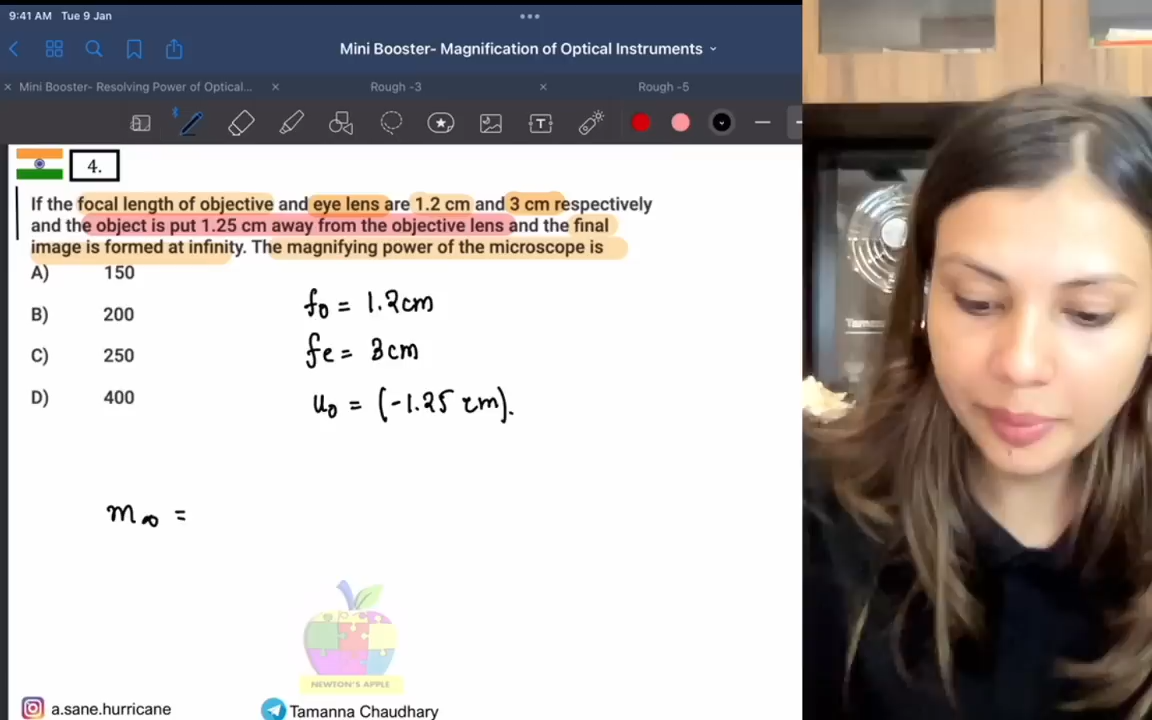 9:41 AM Tue 9 Jan
Mini Booster- Magnification of Optical Instruments
Mini Booster- Resolving Power of Optical...
Rough -3
Rough -5
4.
If the focal length of objective and eye lens are 1.2 cm and 3 cm respectively
and the object is put 1.25 cm away from the objective lens and the final
image is formed at infinity. The magnifying power of the microscope is
A) 150
B) 200
C) 250
D) 400
fo = 1.2cm
fe = 3cm
uo = (-1.25 cm).
m∞ =
NEWTON'S APPLE
a.sane.hurricane
Tamanna Chaudhary